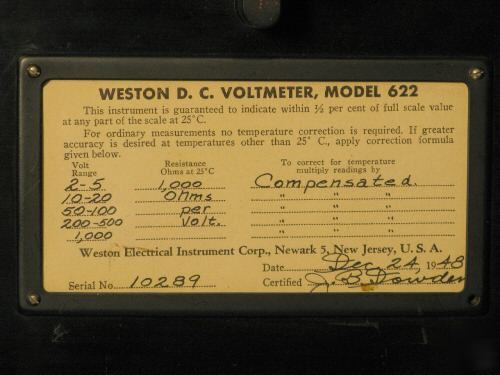 WESTON D. C. VOLTMETER, MODEL 622
This instrument is guaranteed to indicate within ½ per cent of full scale value
at any part of the scale at 25°C.
For ordinary measurements no temperature correction is required. If greater
accuracy is desired at temperatures other than 25° C., apply correction formula
given below.
Volt Range Resistance Ohms at 25°C To correct for temperature multiply readings by
2-5 1,000 Compensated.
10-20 Ohms " " "
50-100 per " " "
200-500 Volt. " " "
1,000 " " "
Weston Electrical Instrument Corp., Newark 5, New Jersey, U. S. A.
Date Dec 24, 1948
Serial No. 10289 Certified J. B. Dowden